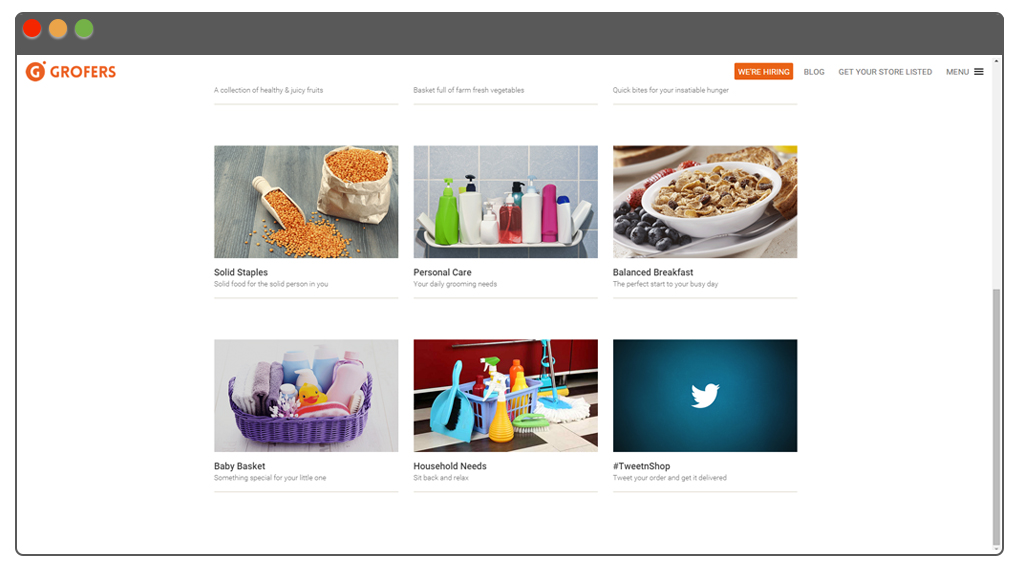 GROFERS
WE'RE HIRING BLOG GET YOUR STORE LISTED MENU
A collection of healthy & juicy fruits
Basket full of farm fresh vegetables
Quick bites for your insatiable hunger
Solid Staples
Solid food for the solid person in you
Personal Care
Your daily grooming needs
Balanced Breakfast
The perfect start to your busy day
Baby Basket
Something special for your little one
Household Needs
Sit back and relax
#TweetnShop
Tweet your order and get it delivered